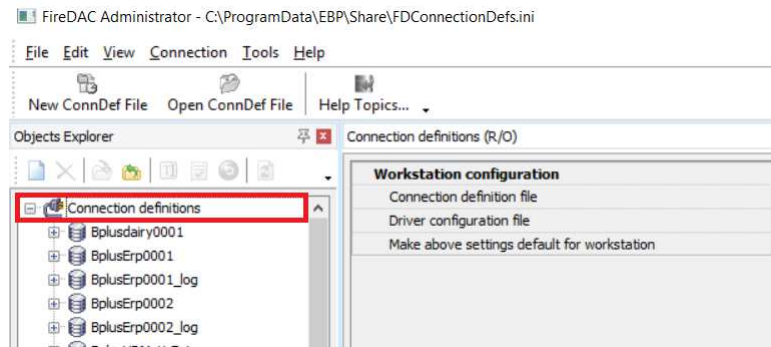 FireDAC Administrator - C:\ProgramData\EBP\Share\FDConnectionDefs.ini
File Edit View Connection Tools Help
New ConnDef File Open ConnDef File Help Topics...
Objects Explorer
Connection definitions (R/O)
Connection definitions
Bplusdairy0001
BplusErp0001
BplusErp0001_log
BplusErp0002
BplusErp0002_log
Workstation configuration
Connection definition file
Driver configuration file
Make above settings default for workstation